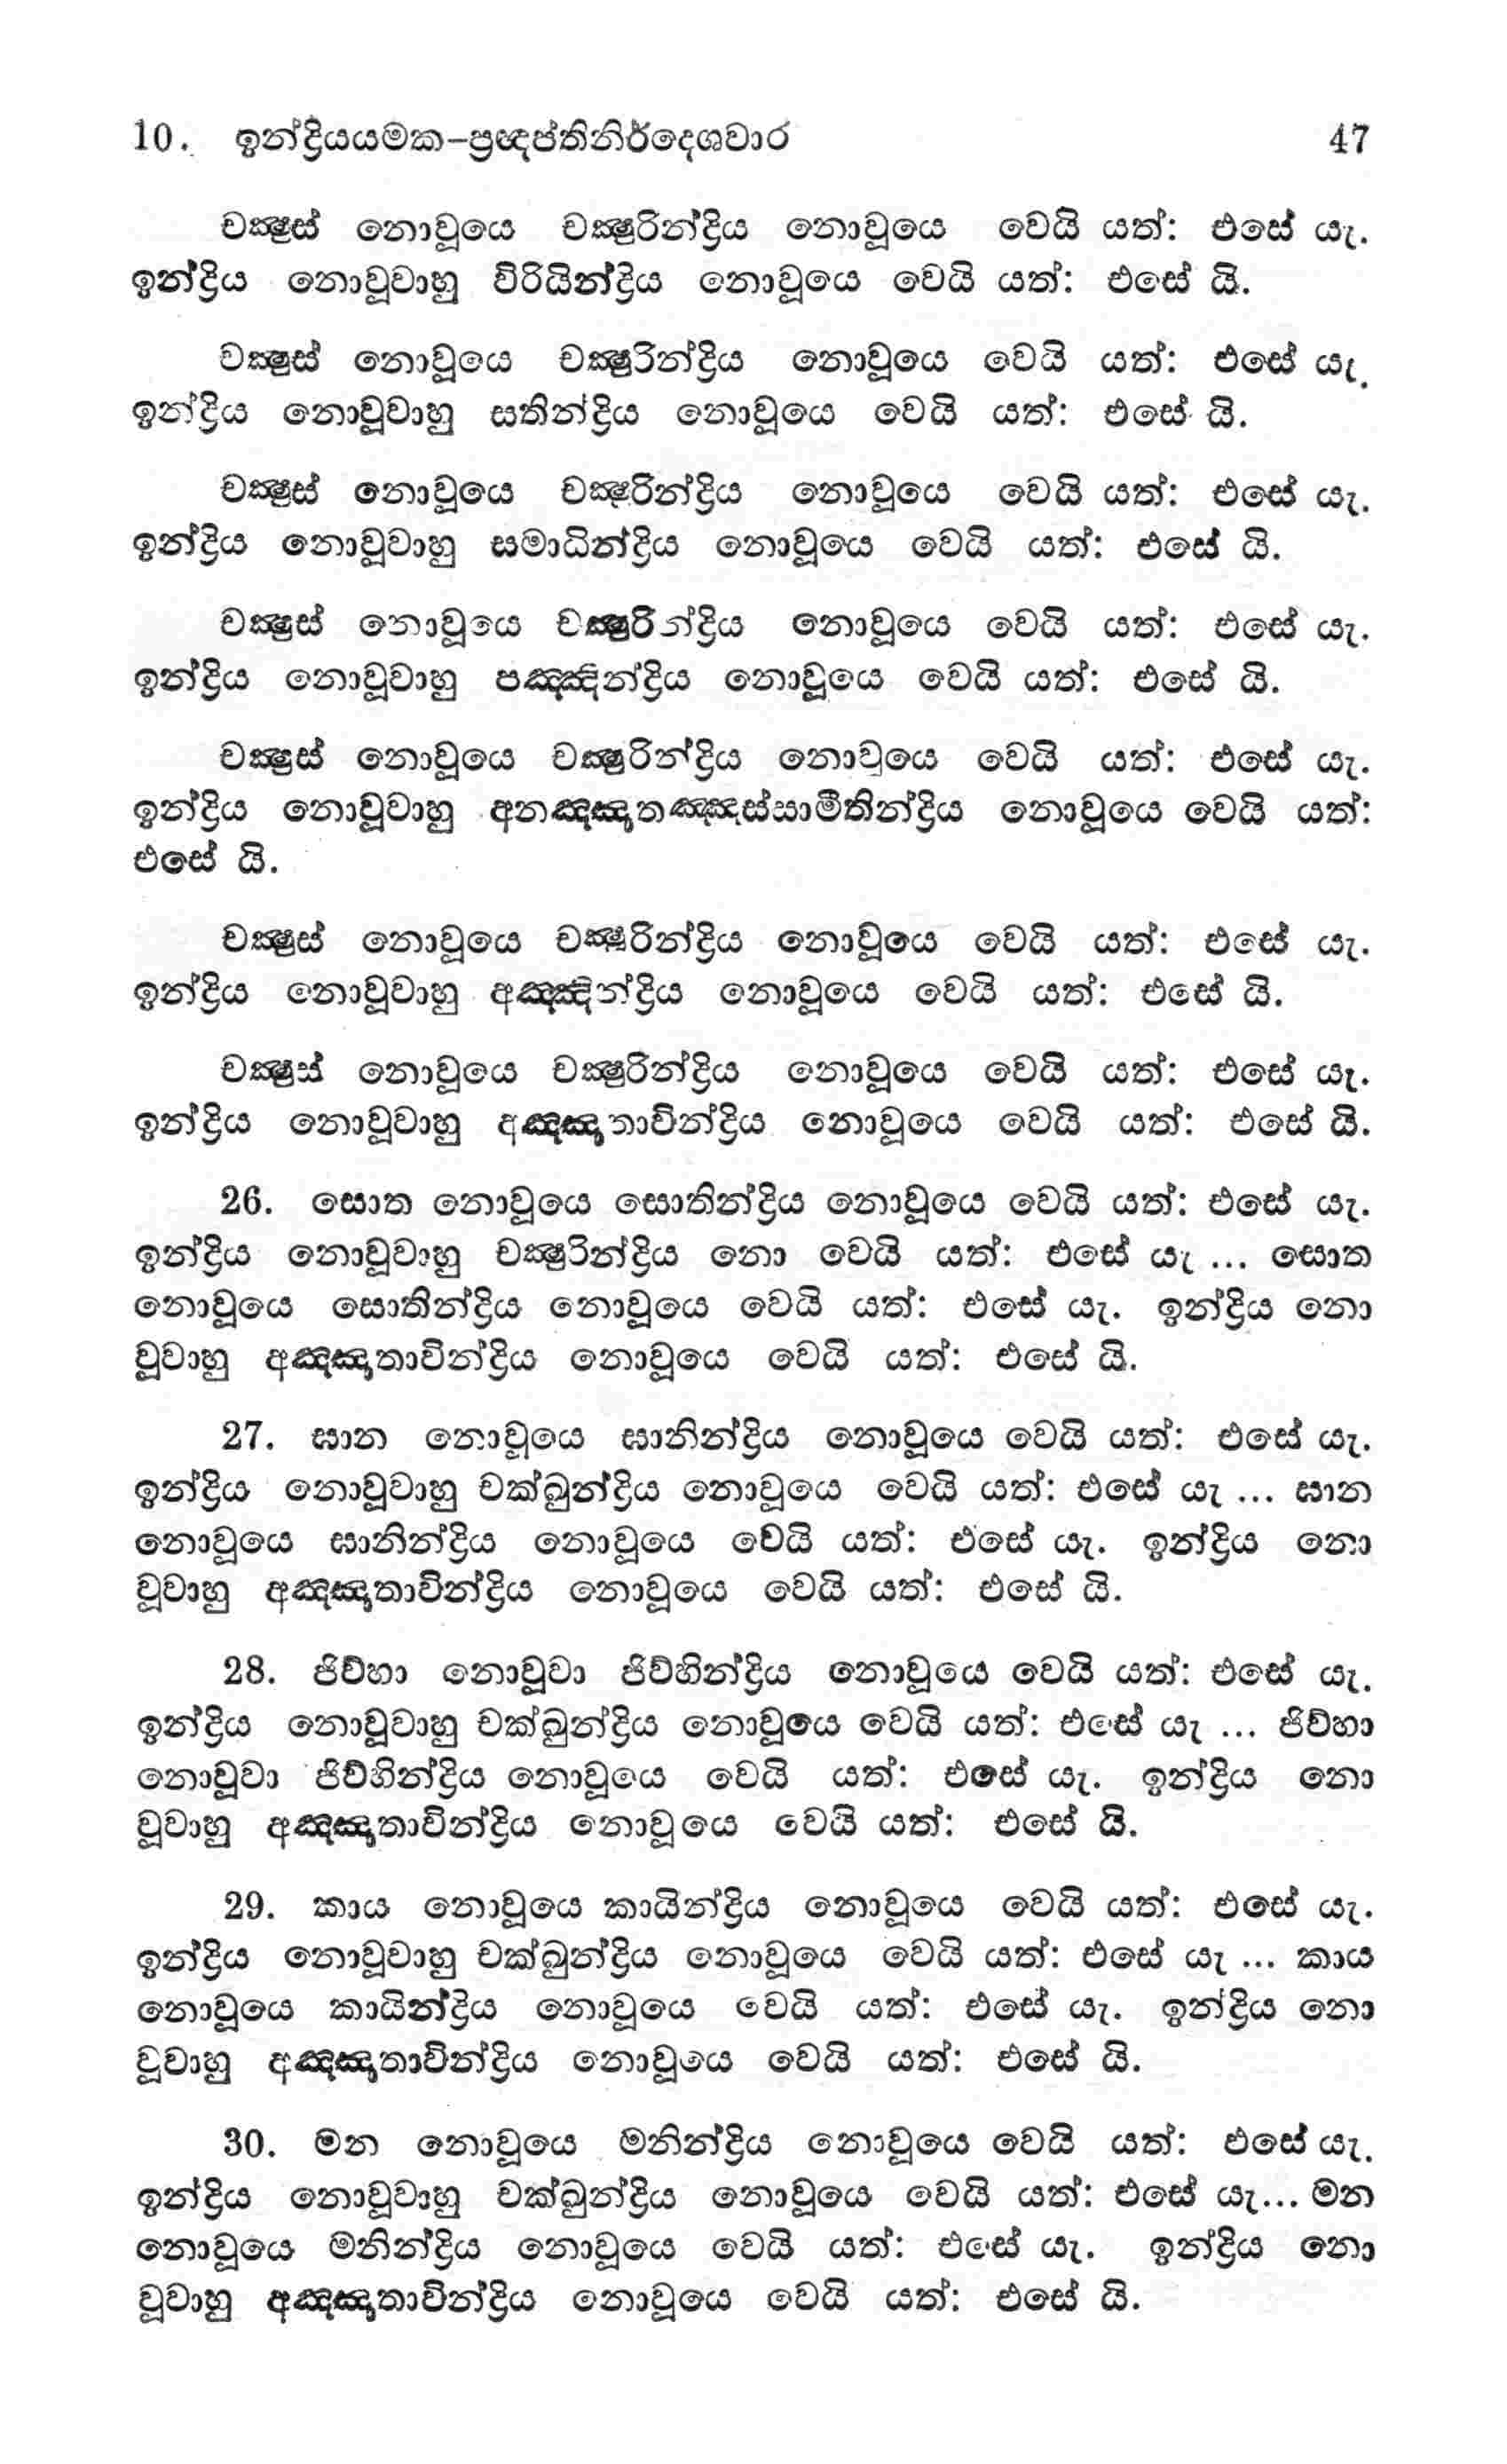 10. ඉන්ද්‍රියයමක-ප්‍රඥප්තිනිර්දෙශවාර 47
චක්‍ෂුස් නොවූයෙ චක්‍ෂුරින්ද්‍රිය නොවූයෙ වෙයි යත්: එසේ යැ.
ඉන්ද්‍රිය නොවූවාහු විරියින්ද්‍රිය නොවූයෙ වෙයි යත්: එසේ යි.
චක්‍ෂුස් නොවූයෙ චක්‍ෂුරින්ද්‍රිය නොවූයෙ වෙයි යත්: එසේ යැ.
ඉන්ද්‍රිය නොවූවාහු සතින්ද්‍රිය නොවූයෙ වෙයි යත්: එසේ යි.
චක්‍ෂුස් නොවූයෙ චක්‍ෂුරින්ද්‍රිය නොවූයෙ වෙයි යත්: එසේ යැ.
ඉන්ද්‍රිය නොවූවාහු සමාධින්ද්‍රිය නොවූයෙ වෙයි යත්: එසේ යි.
චක්‍ෂුස් නොවූයෙ චක්‍ෂුරින්ද්‍රිය නොවූයෙ වෙයි යත්: එසේ යැ.
ඉන්ද්‍රිය නොවූවාහු පඤ්ඤින්ද්‍රිය නොවූයෙ වෙයි යත්: එසේ යි.
චක්‍ෂුස් නොවූයෙ චක්‍ෂුරින්ද්‍රිය නොවුයෙ වෙයි යත්: එසේ යැ.
ඉන්ද්‍රිය නොවූවාහු අනඤ්ඤාතඤ්ඤස්සාමීතින්ද්‍රිය නොවූයෙ වෙයි යත්:
එසේ යි.
චක්‍ෂුස් නොවූයෙ චක්‍ෂුරින්ද්‍රිය නොවූයෙ වෙයි යත්: එසේ යැ.
ඉන්ද්‍රිය නොවූවාහු අඤ්ඤින්ද්‍රිය නොවූයෙ වෙයි යත්: එසේ යි.
චක්‍ෂුස් නොවූයෙ චක්‍ෂුරින්ද්‍රිය නොවූයෙ වෙයි යත්: එසේ යැ.
ඉන්ද්‍රිය නොවූවාහු අඤ්ඤාතාවින්ද්‍රිය නොවූයෙ වෙයි යත්: එසේ යි.
26. සොත නොවූයෙ සොතින්ද්‍රිය නොවූයෙ වෙයි යත්: එසේ යැ.
ඉන්ද්‍රිය නොවූවාහු චක්‍ෂුරින්ද්‍රිය නො වෙයි යත්: එසේ යැ ... සොත
නොවූයෙ සොතින්ද්‍රිය නොවූයෙ වෙයි යත්: එසේ යැ. ඉන්ද්‍රිය නො
වූවාහු අඤ්ඤාතාවින්ද්‍රිය නොවූයෙ වෙයි යත්: එසේ යි.
27. ඝාන නොවූයෙ ඝානින්ද්‍රිය නොවූයෙ වෙයි යත්: එසේ යැ.
ඉන්ද්‍රිය නොවූවාහු චක්ඛුන්ද්‍රිය නොවූයෙ වෙයි යත්: එසේ යැ ... ඝාන
නොවූයෙ ඝානින්ද්‍රිය නොවූයෙ වෙයි යත්: එසේ යැ. ඉන්ද්‍රිය නො
වූවාහු අඤ්ඤාතාවින්ද්‍රිය නොවූයෙ වෙයි යත්: එසේ යි.
28. ජිව්හා නොවූවා ජිව්හින්ද්‍රිය නොවූයෙ වෙයි යත්: එසේ යැ.
ඉන්ද්‍රිය නොවූවාහු චක්ඛුන්ද්‍රිය නොවූයෙ වෙයි යත්: එසේ යැ ... ජිව්හා
නොවූවා ජිව්හින්ද්‍රිය නොවූයෙ වෙයි යත්: එසේ යැ. ඉන්ද්‍රිය නො
වූවාහු අඤ්ඤාතාවින්ද්‍රිය නොවූයෙ වෙයි යත්: එසේ යි.
29. කාය නොවූයෙ කායින්ද්‍රිය නොවූයෙ වෙයි යත්: එසේ යැ.
ඉන්ද්‍රිය නොවූවාහු චක්ඛුන්ද්‍රිය නොවූයෙ වෙයි යත්: එසේ යැ ... කාය
නොවූයෙ කායින්ද්‍රිය නොවූයෙ වෙයි යත්: එසේ යැ. ඉන්ද්‍රිය නො
වූවාහු අඤ්ඤාතාවින්ද්‍රිය නොවූයෙ වෙයි යත්: එසේ යි.
30. මන නොවූයෙ මනින්ද්‍රිය නොවූයෙ වෙයි යත්: එසේ යැ.
ඉන්ද්‍රිය නොවූවාහු චක්ඛුන්ද්‍රිය නොවූයෙ වෙයි යත්: එසේ යැ... මන
නොවූයෙ මනින්ද්‍රිය නොවූයෙ වෙයි යත්: එසේ යැ. ඉන්ද්‍රිය නො
වූවාහු අඤ්ඤාතාවින්ද්‍රිය නොවූයෙ වෙයි යත්: එසේ යි.